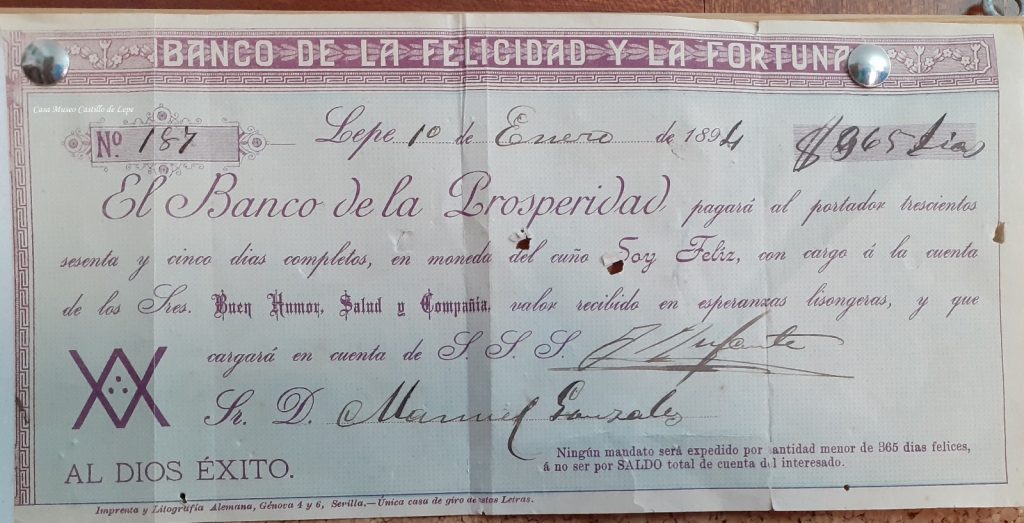 BANCO DE LA FELICIDAD Y LA FORTUNA
Casa Museo Castillo de Lepe
Nº. 187 Lepe 1º de Enero de 1894 $ 365 dias
El Banco de la Prosperidad, pagará al portador trescientos
sesenta y cinco dias completos, en moneda del cuño Soy Feliz, con cargo á la cuenta
de los Sres. Buen Humor, Salud y Compañia, valor recibido en esperanzas lisongeras, y que
cargará en cuenta de S. S. S. Infante
Sr. D. Manuel Gonzales
Ningún mandato será expedido por cantidad menor de 365 dias felices,
á no ser por SALDO total de cuenta del interesado.
AL DIOS ÉXITO.
Imprenta y Litografía Alemana, Génova 4 y 6, Sevilla.—Única casa de giro de estas Letras.